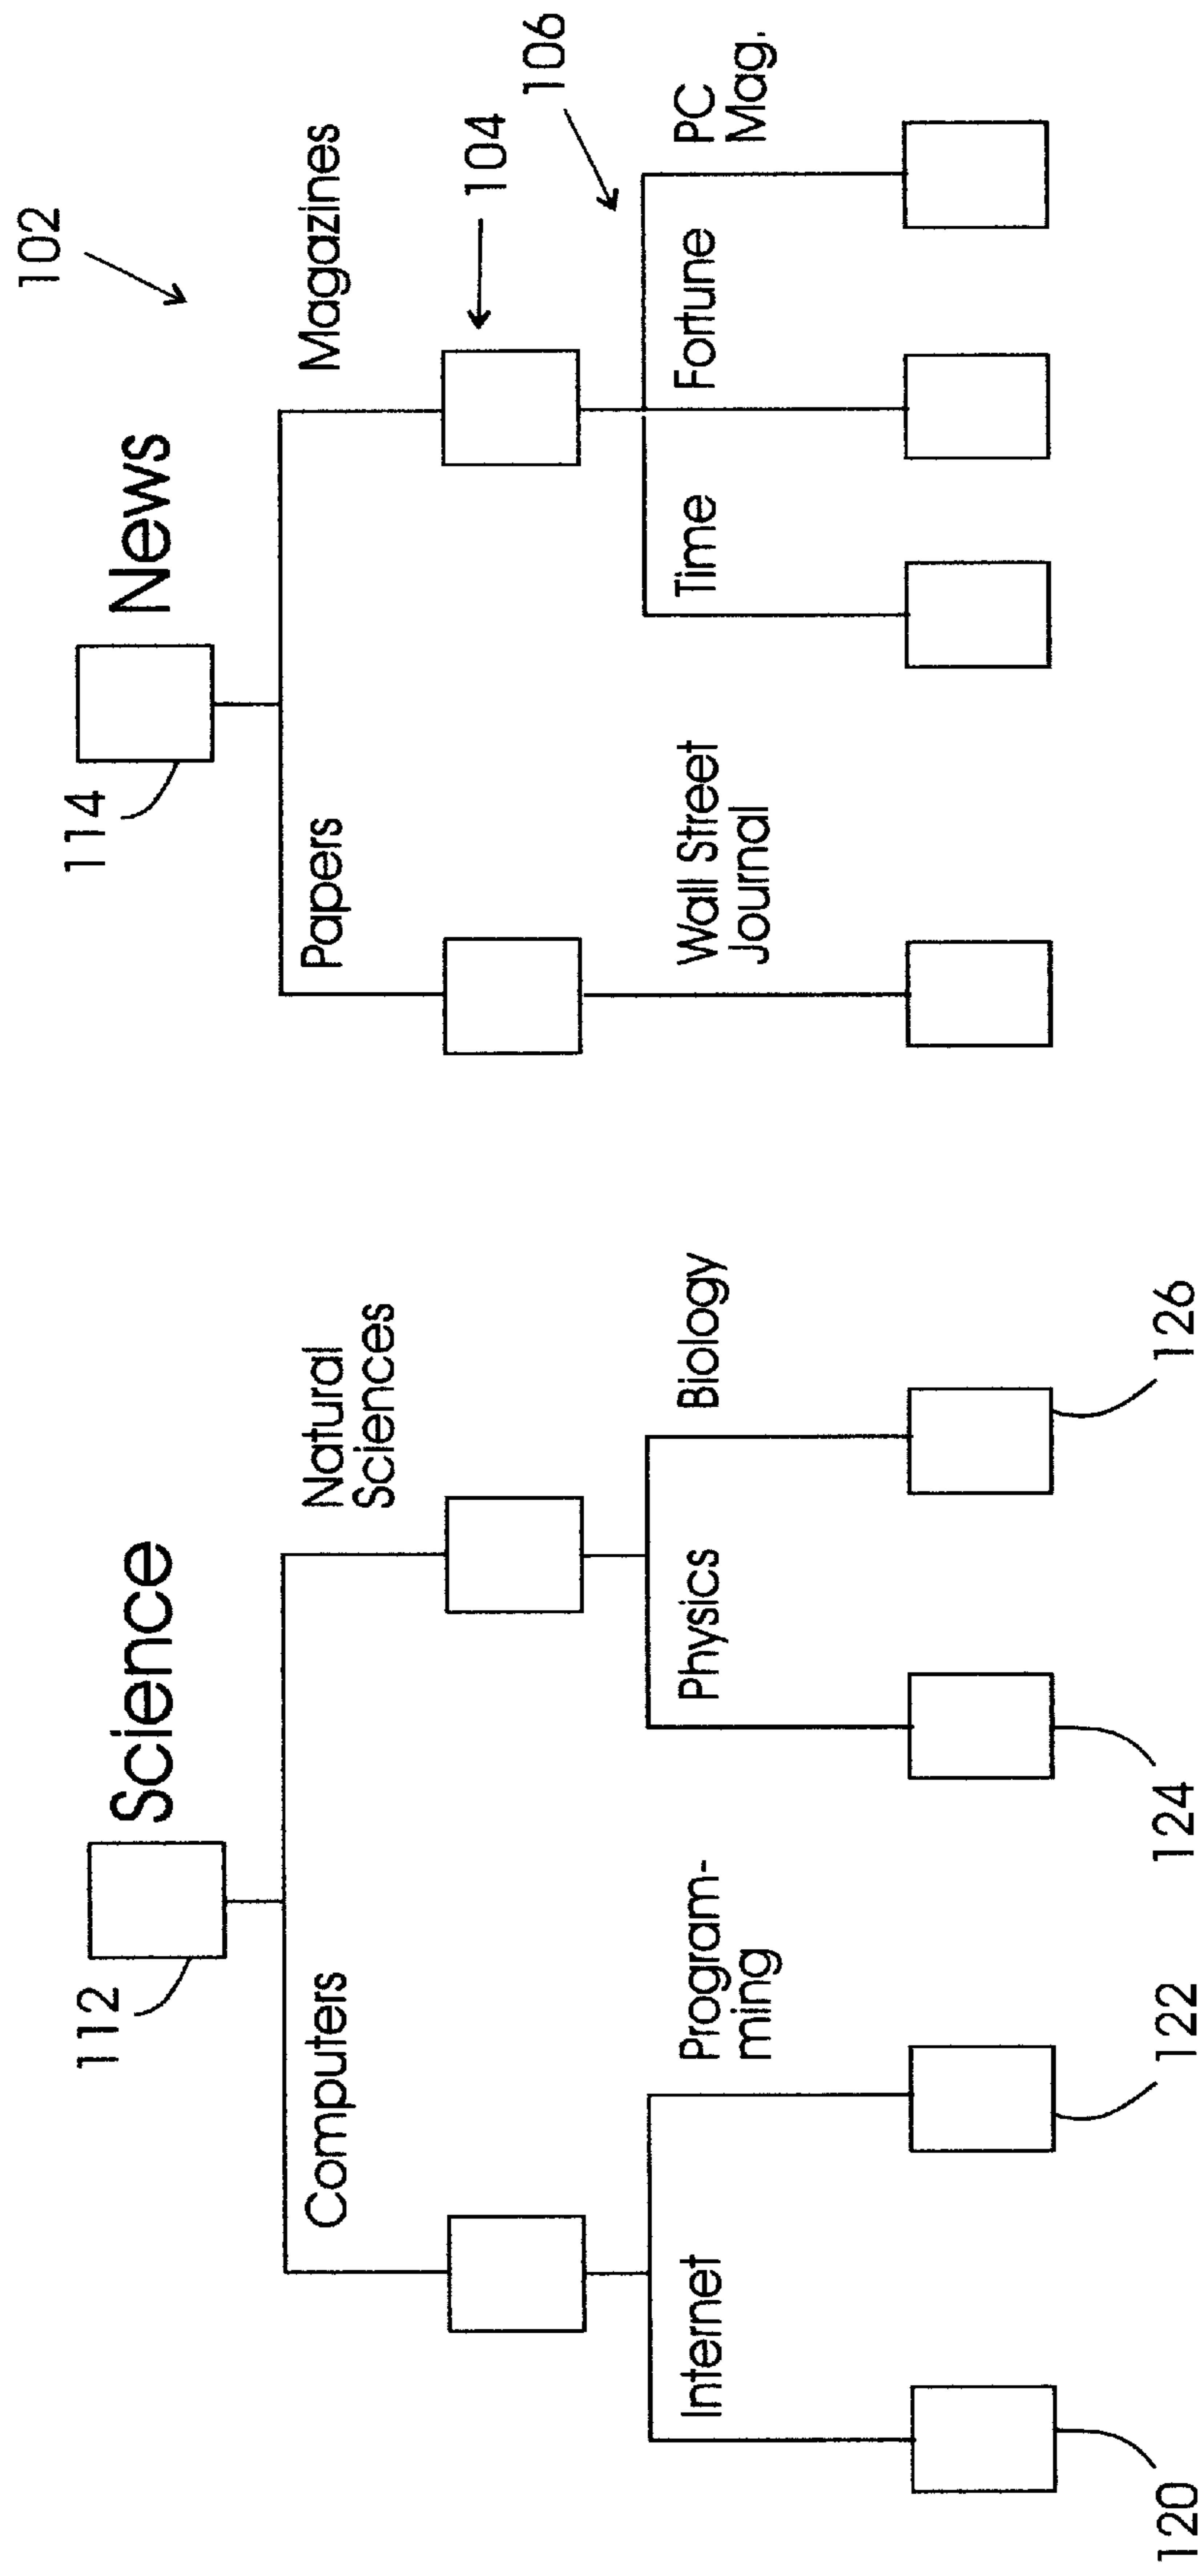 102
Science
News
112
114
Computers
Natural
Sciences
Papers
Magazines
104
106
Internet
Program-
ming
Physics
Biology
Wall Street
Journal
Time
Fortune
PC
Mag.
120
122
124
126